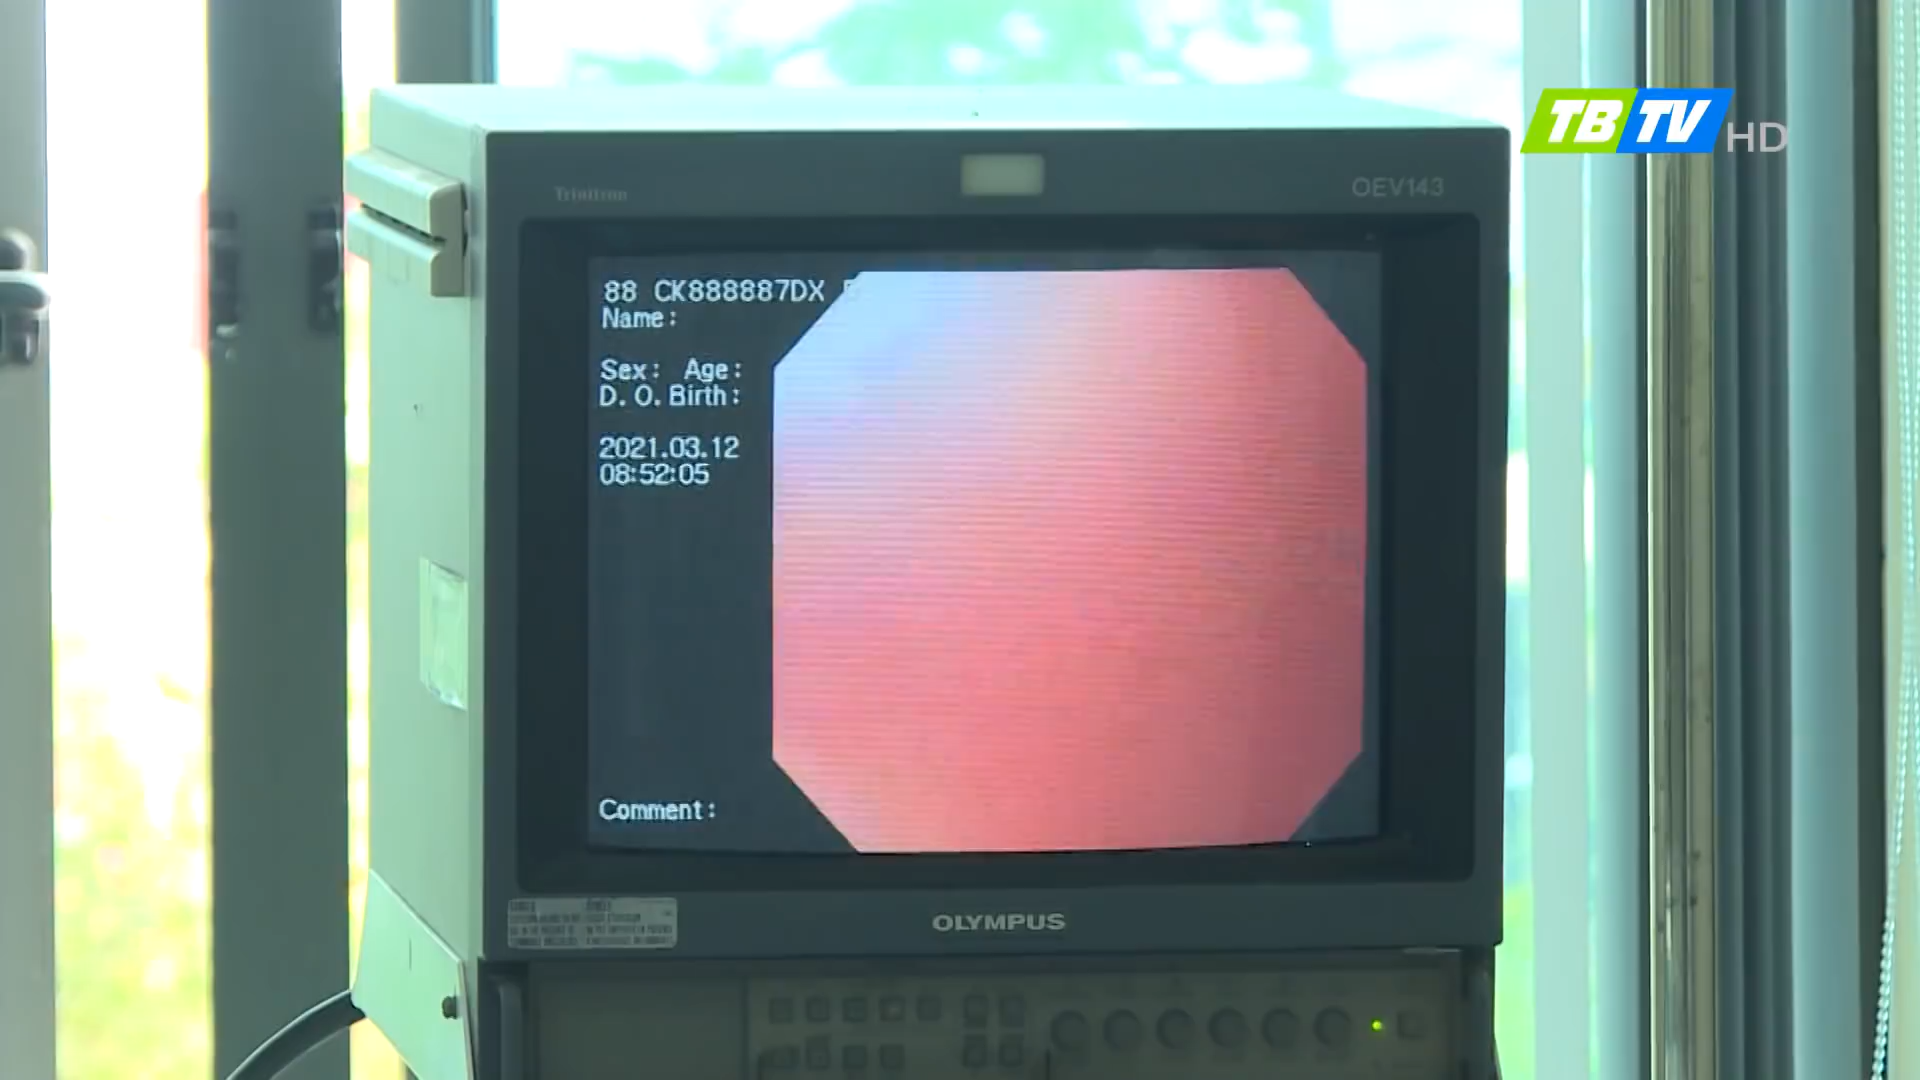 TBTV HD
Trinitron
OEV143
88 CK888887DX
Name:
Sex: Age:
D.O.Birth:
2021.03.12
08:52:05
Comment:
OLYMPUS